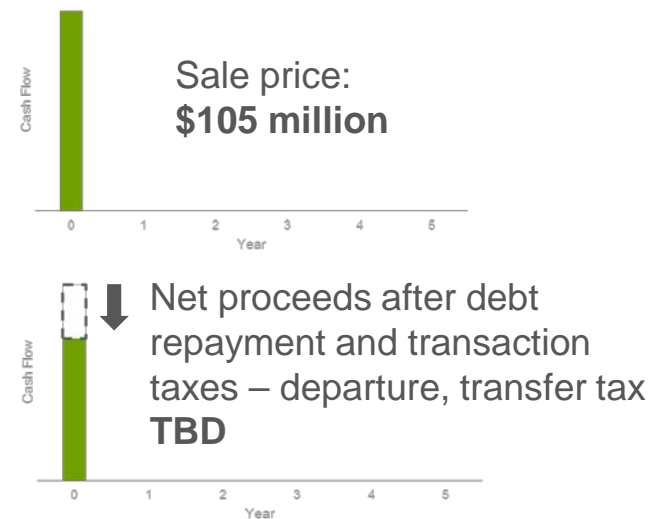 Cash Flow
Sale price:
$105 million
0 1 2 3 4 5
Year
Cash Flow
Net proceeds after debt
repayment and transaction
taxes – departure, transfer tax
TBD
0 1 2 3 4 5
Year